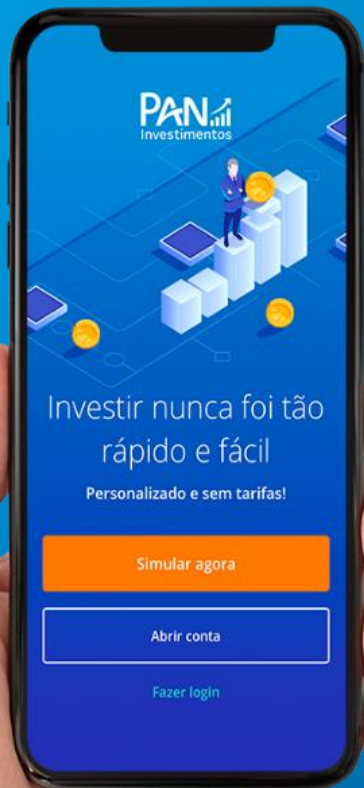 PAN
Investimentos
Investir nunca foi tão
rápido e fácil
Personalizado e sem tarifas!
Simular agora
Abrir conta
Fazer login